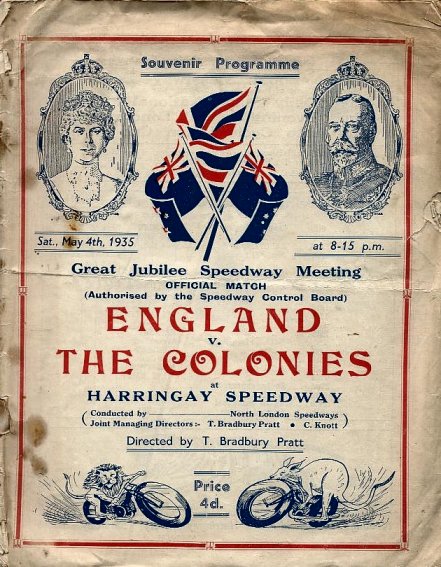 Souvenir Programme
Sat., May 4th, 1935
at 8-15 p.m.
Great Jubilee Speedway Meeting
OFFICIAL MATCH
(Authorised by the Speedway Control Board)
ENGLAND
v.
THE COLONIES
at
HARRINGAY SPEEDWAY
(Conducted by North London Speedways
Joint Managing Directors :- T. Bradbury Pratt • C. Knott)
Directed by T. Bradbury Pratt
Price
4d.